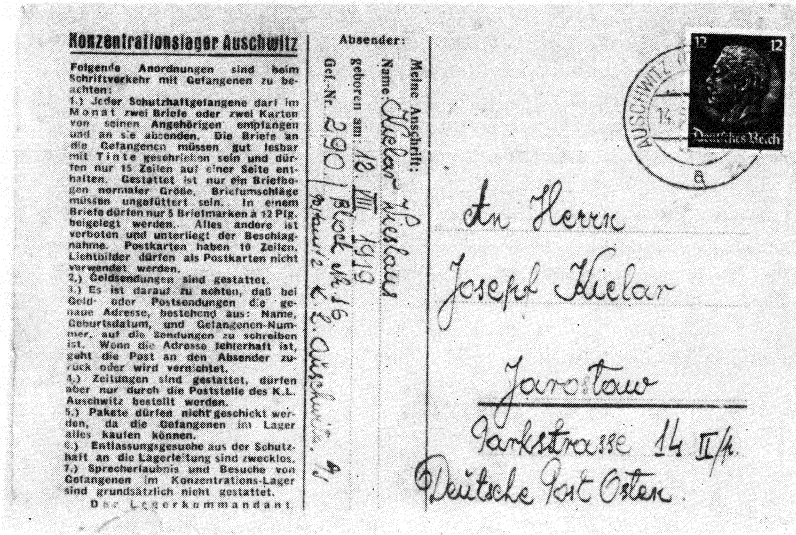 Konzentrationslager Auschwitz
Folgende Anordnungen sind beim
Schriftverkehr mit Gefangenen zu be-
achten:
1.) Jeder Schutzhaftgefangene darf im
Monat zwei Briefe oder zwei Karten
von seinen Angehörigen empfangen
und an sie absenden. Die Briefe an
die Gefangenen müssen gut lesbar
mit Tinte geschrieben sein und dür-
fen nur 15 Zeilen auf einer Seite ent-
halten. Gestattet ist nur ein Briefbo-
gen normaler Größe. Briefumschläge
müssen ungefüttert sein. In einem
Briefe dürfen nur 5 Briefmarken à 12 Pfg.
beigelegt werden. Alles andere ist
verboten und unterliegt der Beschlag-
nahme. Postkarten haben 10 Zeilen.
Lichtbilder dürfen als Postkarten nicht
verwendet werden.
2.) Geldsendungen sind gestattet.
3.) Es ist darauf zu achten, daß bei
Geld- oder Postsendungen die ge-
naue Adresse, bestehend aus: Name,
Geburtsdatum, und Gefangenen-Num-
mer, auf die Sendungen zu schreiben
ist. Wenn die Adresse fehlerhaft ist,
geht die Post an den Absender zu-
rück oder wird vernichtet.
4.) Zeitungen sind gestattet, dürfen
aber nur durch die Poststelle des K.L.
Auschwitz bestellt werden.
5.) Pakete dürfen nicht geschickt wer-
den, da die Gefangenen im Lager
alles kaufen können.
6.) Entlassungsgesuche aus der Schutz-
haft an die Lagerleitung sind zwecklos.
7.) Sprecherlaubnis und Besuche von
Gefangenen im Konzentrations-Lager
sind grundsätzlich nicht gestattet.
Der Lagerkommandant
Absender:
Meine Anschrift:
Name Kielar Wieslaus
geboren am: 12 VIII 1919
Gef.-Nr. 290 / Block Nr. 16
K. L. Auschwitz.
AUSCHWITZ
14
a
12 12
Deutsches Reich
An Herrn
Joseph Kielar
Jarosław
Parkstrasse 14 II/p.
Deutsche Post Osten.